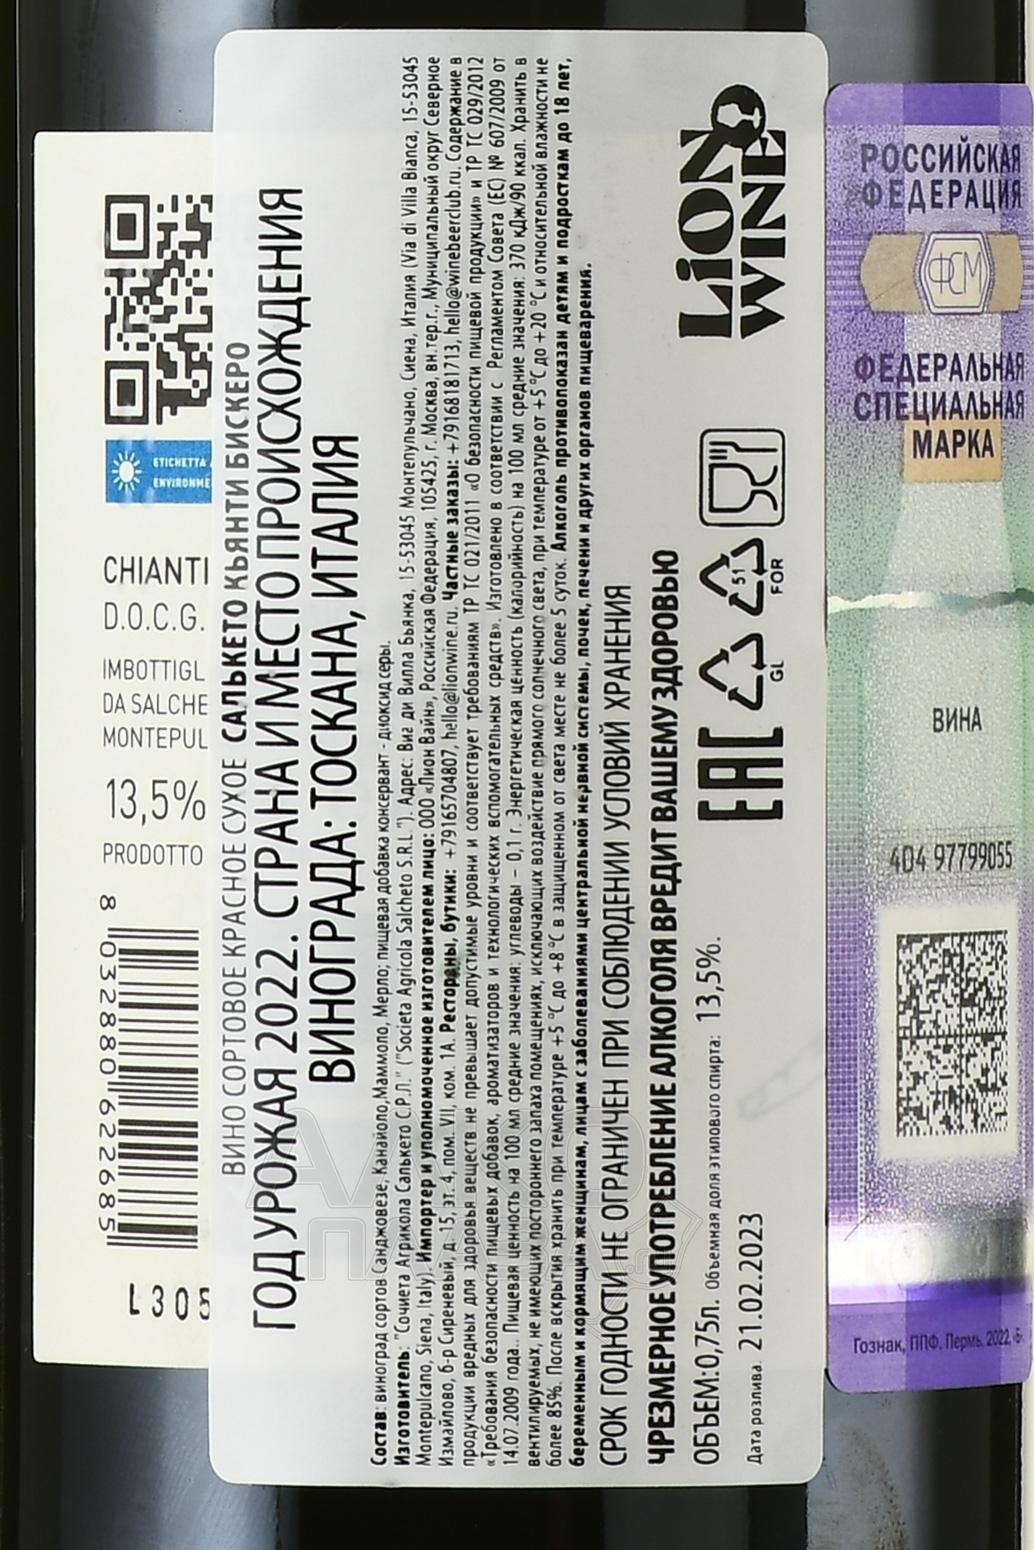 ETICHETTA
ENVIRONME
CHIANTI
D.O.C.G.
IMBOTTIGL
DA SALCHE
MONTEPUL
13,5%
PRODOTTO
8 032880 622685
L305
ВИНО СОРТОВОЕ КРАСНОЕ СУХОЕ САЛЬКЕТО КЬЯНТИ БИСКЕРО
ГОД УРОЖАЯ 2022. СТРАНА И МЕСТО ПРОИСХОЖДЕНИЯ
ВИНОГРАДА: ТОСКАНА, ИТАЛИЯ
Состав: виноград сортов Санджовезе, Канайоло, Маммоло, Мерло; пищевая добавка консервант - диоксид серы.
Изготовитель: "Сочиета Агрикола Салькето С.Р.Л." ("Societa Agricola Salcheto S.R.L."). Адрес: Виа ди Вилла Бьянка, 15-53045 Монтепульчано, Сиена, Италия (Via di Villa Bianca, 15-53045
Montepulcano, Siena, Italy). Импортер и уполномоченное изготовителем лицо: ООО «Лион Вайн», Российская Федерация, 105425, г. Москва, вн.тер.г., Муниципальный округ Северное
Измайлово, б-р Сиреневый, д. 15, эт. 4, пом. VII, ком. 1А. Рестораны, бутики: +79165704807, hello@lionwine.ru. Частные заказы: +79168181713, hello@winebeerclub.ru. Содержание в
продукции вредных для здоровья веществ не превышает допустимые уровни и соответствует требованиям ТР ТС 021/2011 «О безопасности пищевой продукции» и ТР ТС 029/2012
«Требования безопасности пищевых добавок, ароматизаторов и технологических вспомогательных средств». Изготовлено в соответствии с Регламентом Совета (ЕС) № 607/2009 от
14.07.2009 года.. Пищевая ценность на 100 мл средние значения: углеводы – 0,1 г. Энергетическая ценность (калорийность) на 100 мл средние значения: 370 кДж/90 ккал. Хранить в
вентилируемых, не имеющих постороннего запаха помещениях, исключающих воздействие прямого солнечного света, при температуре от +5 °С до +20 °С и относительной влажности не
более 85%. После вскрытия хранить при температуре +5 °С до +8 °С в защищенном от света месте не более 5 суток. Алкоголь противопоказан детям и подросткам до 18 лет,
беременным и кормящим женщинам, лицам с заболеваниями центральной нервной системы, почек, печени и других органов пищеварения.
СРОК ГОДНОСТИ НЕ ОГРАНИЧЕН ПРИ СОБЛЮДЕНИИ УСЛОВИЙ ХРАНЕНИЯ
ЧРЕЗМЕРНОЕ УПОТРЕБЛЕНИЕ АЛКОГОЛЯ ВРЕДИТ ВАШЕМУ ЗДОРОВЬЮ
ОБЪЕМ:0,75л. Объемная доля этилового спирта: 13,5%.
Дата розлива: 21.02.2023
EAC
GL
51
FOR
LION
WINE
РОССИЙСКАЯ
ФЕДЕРАЦИЯ
ФСМ
ФЕДЕРАЛЬНАЯ
СПЕЦИАЛЬНАЯ
МАРКА
ВИНА
404 97799055
Гознак, ППФ, Пермь, 2022, «Б»